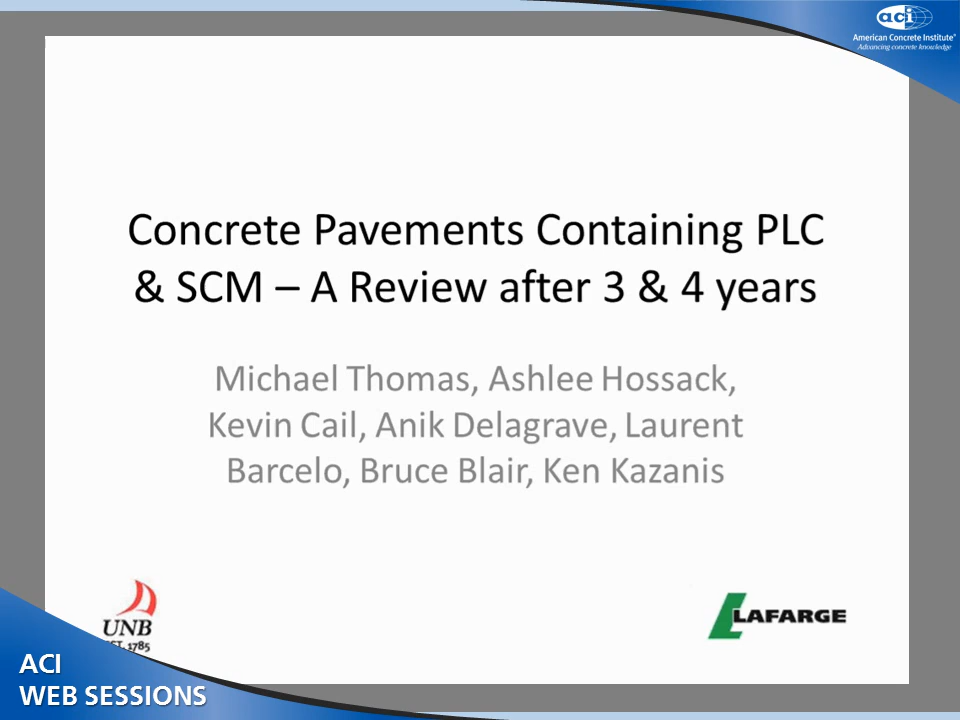 aci
American Concrete Institute®
Advancing concrete knowledge
Concrete Pavements Containing PLC
& SCM – A Review after 3 & 4 years
Michael Thomas, Ashlee Hossack,
Kevin Cail, Anik Delagrave, Laurent
Barcelo, Bruce Blair, Ken Kazanis
UNB
EST. 1785
LAFARGE
ACI
WEB SESSIONS